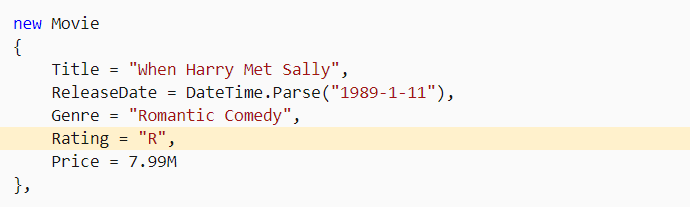 new Movie
{
    Title = "When Harry Met Sally",
    ReleaseDate = DateTime.Parse("1989-1-11"),
    Genre = "Romantic Comedy",
    Rating = "R",
    Price = 7.99M
},